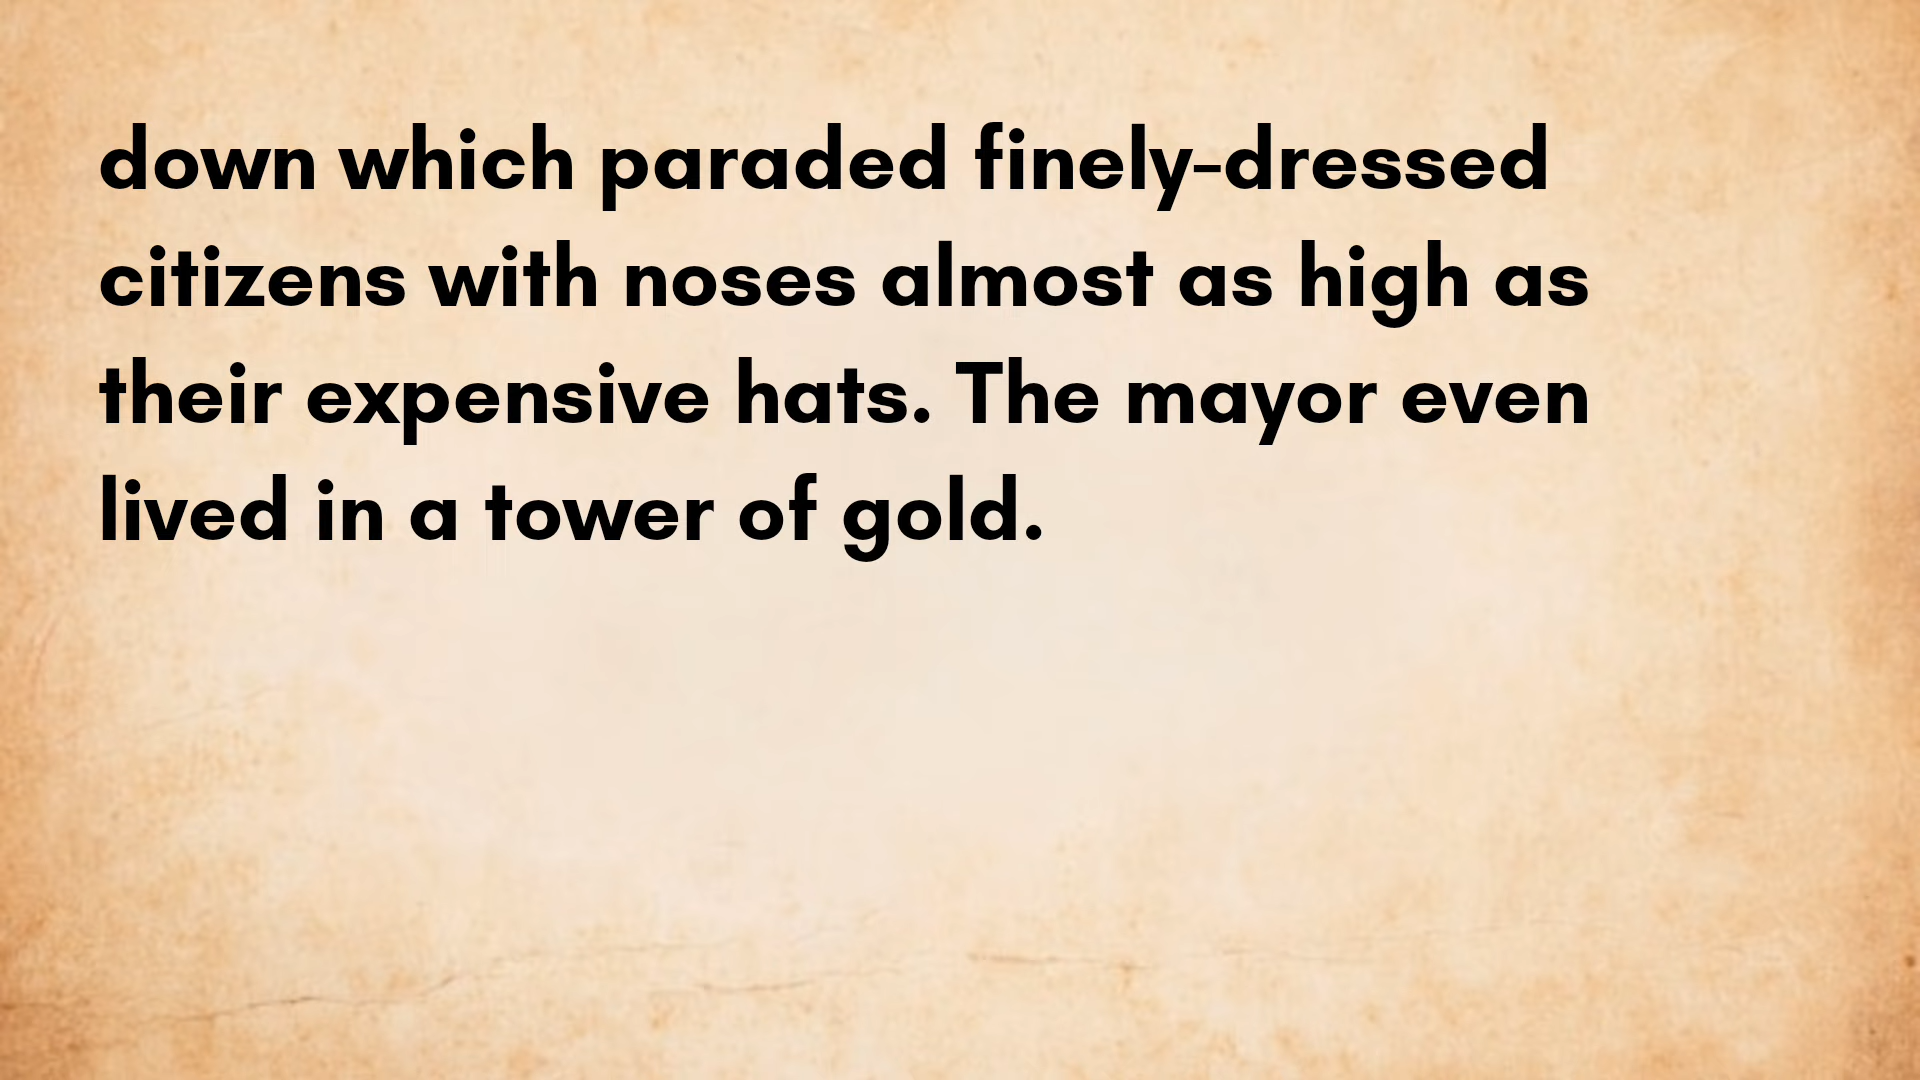 down which paraded finely-dressed
citizens with noses almost as high as
their expensive hats. The mayor even
lived in a tower of gold.